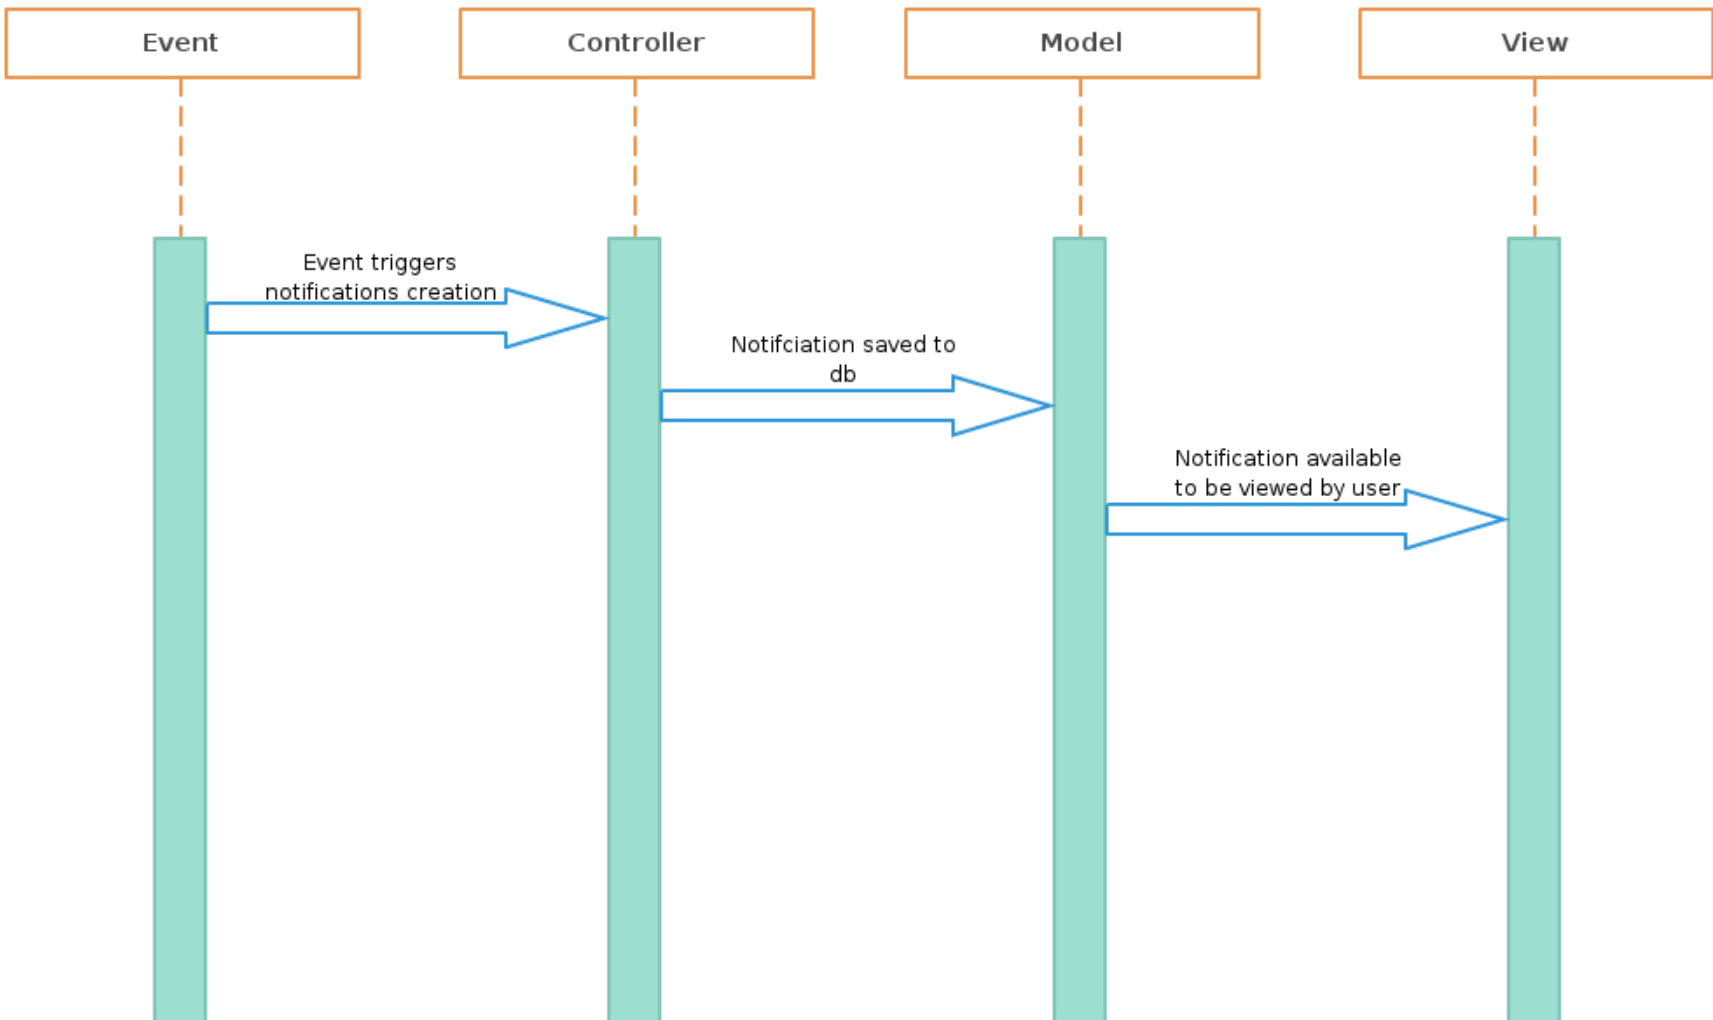 Event
Controller
Model
View
Event triggers
notifications creation
Notifciation saved to
db
Notification available
to be viewed by user